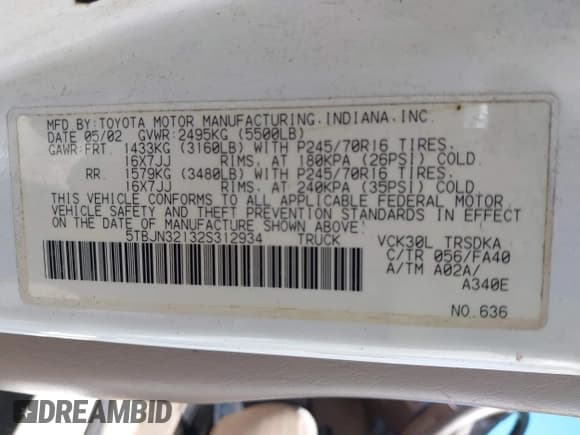 MFD.BY:TOYOTA MOTOR MANUFACTURING.INDIANA.INC.
DATE 05/02 GVWR:2495KG (5500LB)
GAWR:FRT. 1433KG (3160LB) WITH P245/70R16 TIRES.
16X7JJ RIMS. AT 180KPA (26PSI) COLD
RR. 1579KG (3480LB) WITH P245/70R16 TIRES.
16X7JJ RIMS. AT 240KPA (35PSI) COLD
THIS VEHICLE CONFORMS TO ALL APPLICABLE FEDERAL MOTOR
VEHICLE SAFETY AND THEFT PREVENTION STANDARDS IN EFFECT
ON THE DATE OF MANUFACTURE SHOWN ABOVE.
5TBJN32132S312934 TRUCK VCK30L TRSDKA
C/TR 056/FA40
A/TM A02A/
A340E
NO.636
DREAMBID